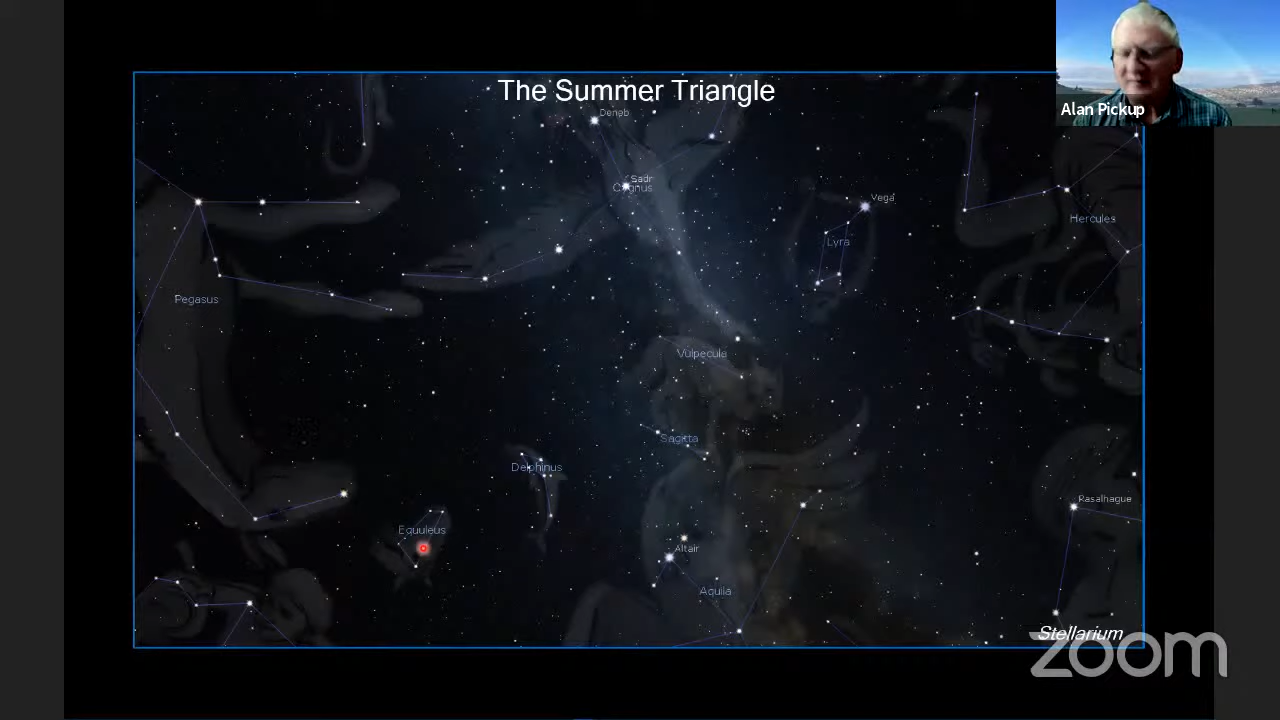 The Summer Triangle
Alan Pickup
Deneb
Sadr
Cygnus
Vega
Hercules
Lyra
Pegasus
Vulpecula
Sagitta
Delphinus
Rasalhague
Equuleus
Altair
Aquila
Stellarium
zoom